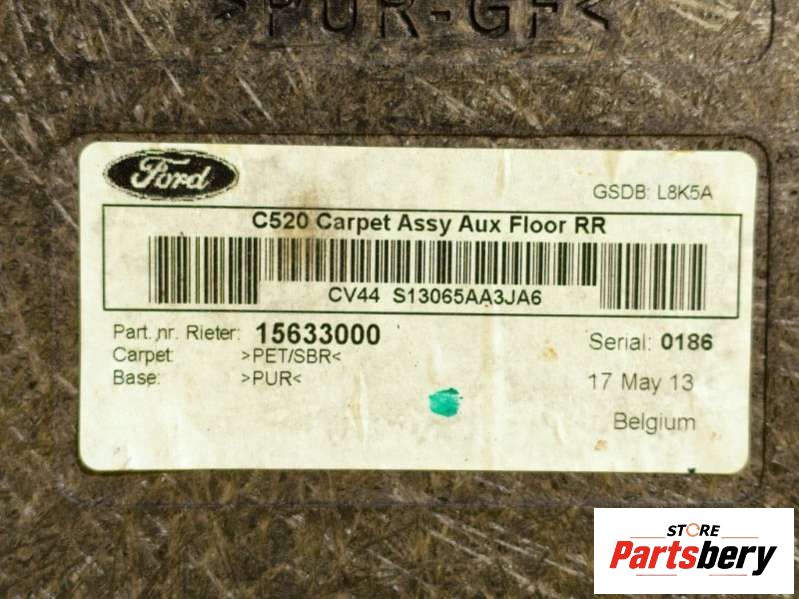 >PUR-GF<
Ford
GSDB: L8K5A
C520 Carpet Assy Aux Floor RR
CV44 S13065AA3JA6
Part. nr. Rieter: 15633000
Serial: 0186
Carpet: >PET/SBR<
Base: >PUR<
17 May 13
Belgium
STORE
Partsbery